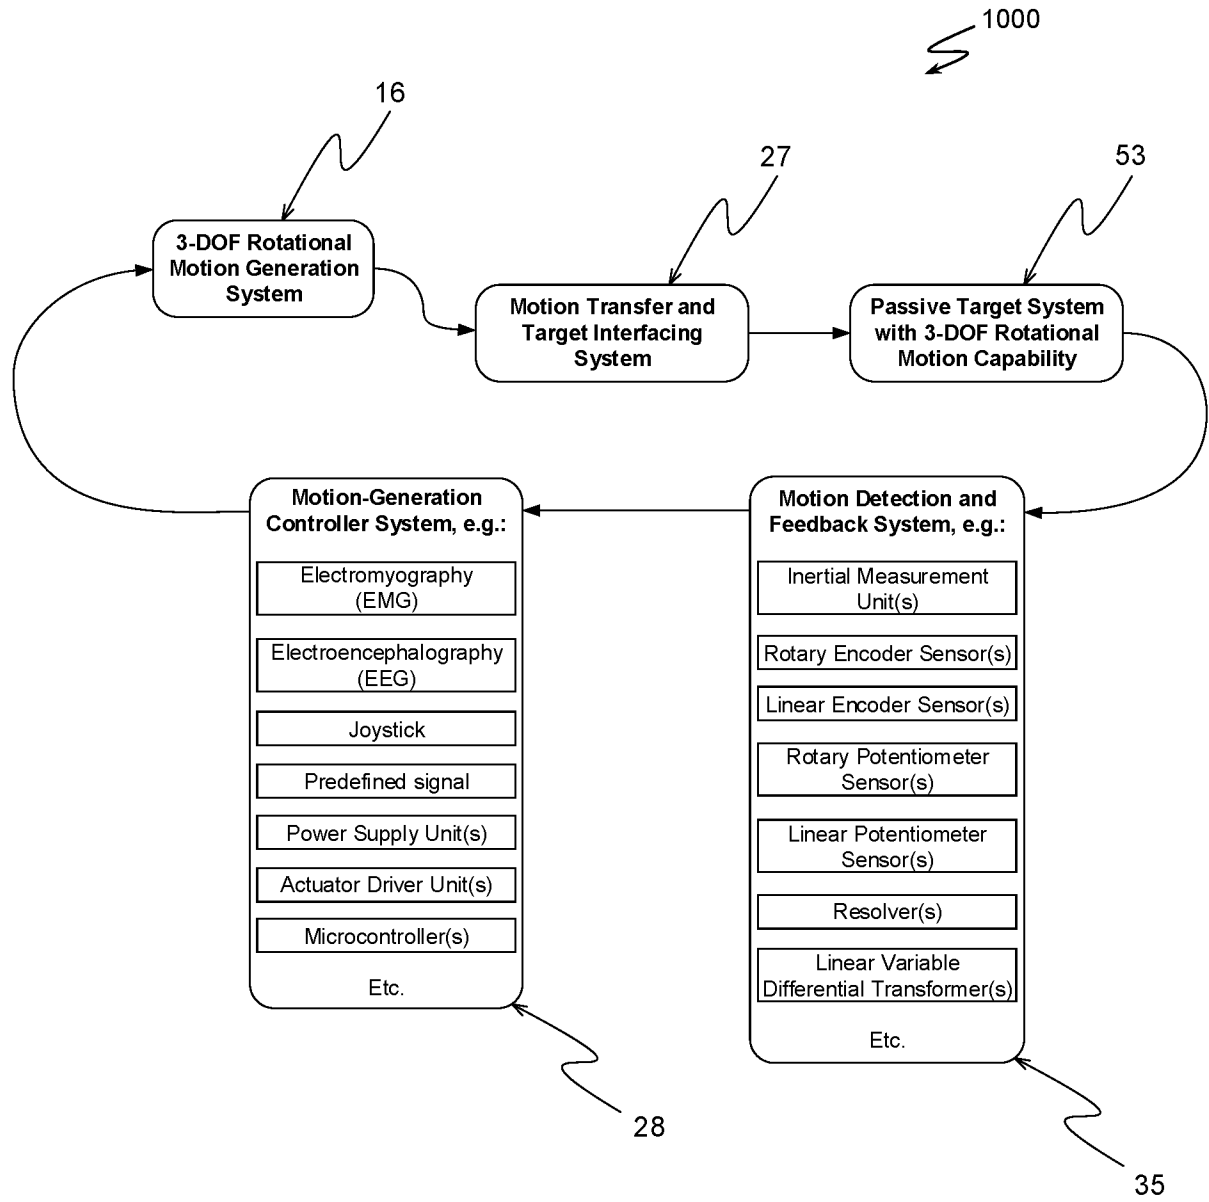 1000
16
27
53
3-DOF Rotational
Motion Generation
System
Motion Transfer and
Target Interfacing
System
Passive Target System
with 3-DOF Rotational
Motion Capability
Motion-Generation
Controller System, e.g.:
Electromyography
(EMG)
Electroencephalography
(EEG)
Joystick
Predefined signal
Power Supply Unit(s)
Actuator Driver Unit(s)
Microcontroller(s)
Etc.
28
Motion Detection and
Feedback System, e.g.:
Inertial Measurement
Unit(s)
Rotary Encoder Sensor(s)
Linear Encoder Sensor(s)
Rotary Potentiometer
Sensor(s)
Linear Potentiometer
Sensor(s)
Resolver(s)
Linear Variable
Differential Transformer(s)
Etc.
35